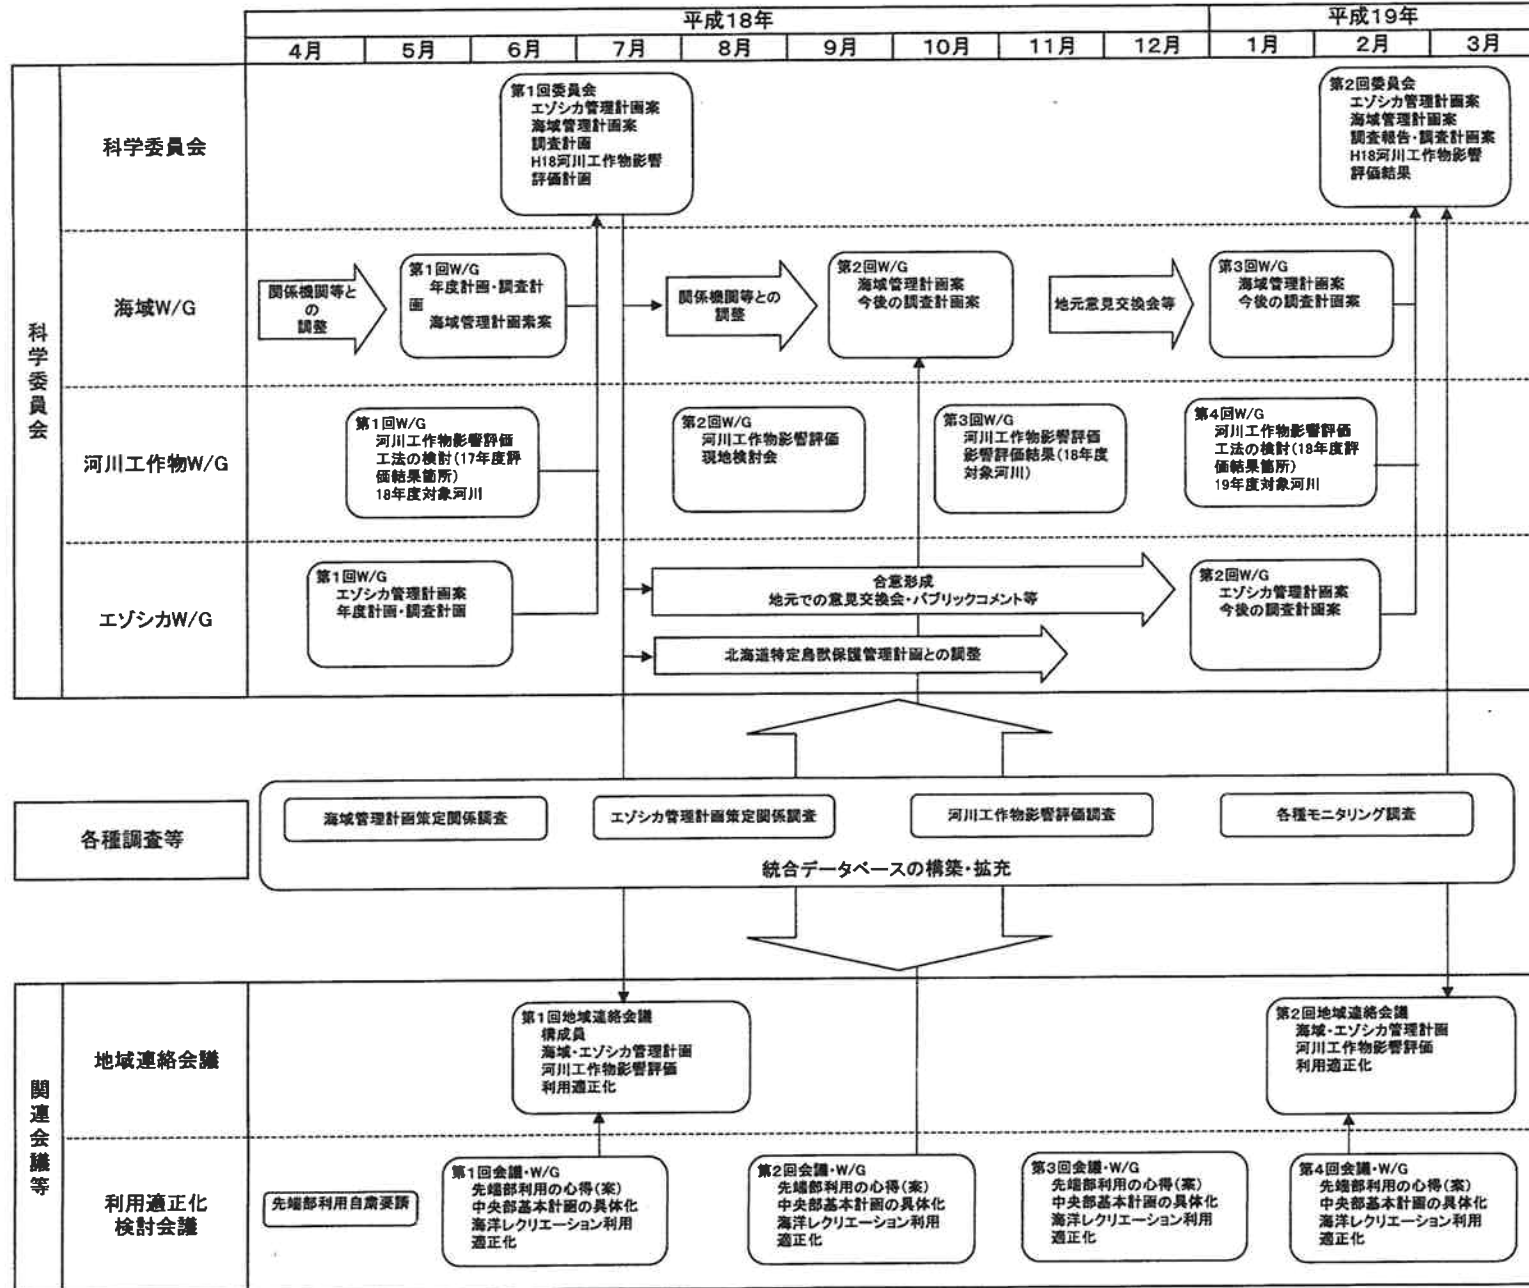 平成18年
平成19年
4月
5月
6月
7月
8月
9月
10月
11月
12月
1月
2月
3月
科学委員会
科学委員会
第1回委員会
エゾシカ管理計画案
海域管理計画案
調査計画
H18河川工作物影響
評価計画
第2回委員会
エゾシカ管理計画案
海域管理計画案
調査報告・調査計画案
H18河川工作物影響
評価結果
海域W/G
関係機関等と
の
調整
第1回W/G
年度計画・調査計
画
海域管理計画素案
関係機関等との
調整
第2回W/G
海域管理計画案
今後の調査計画案
地元意見交換会等
第3回W/G
海域管理計画案
今後の調査計画案
河川工作物W/G
第1回W/G
河川工作物影響評価
工法の検討(17年度評
価結果箇所)
18年度対象河川
第2回W/G
河川工作物影響評価
現地検討会
第3回W/G
河川工作物影響評価
影響評価結果(18年度
対象河川)
第4回W/G
河川工作物影響評価
工法の検討(18年度評
価結果箇所)
19年度対象河川
エゾシカW/G
第1回W/G
エゾシカ管理計画案
年度計画・調査計画
合意形成
地元での意見交換会・パブリックコメント等
北海道特定鳥獣保護管理計画との調整
第2回W/G
エゾシカ管理計画案
今後の調査計画案
各種調査等
海域管理計画策定関係調査
エゾシカ管理計画策定関係調査
河川工作物影響評価調査
各種モニタリング調査
統合データベースの構築・拡充
関連会議等
地域連絡会議
第1回地域連絡会議
構成員
海域・エゾシカ管理計画
河川工作物影響評価
利用適正化
第2回地域連絡会議
海域・エゾシカ管理計画
河川工作物影響評価
利用適正化
利用適正化
検討会議
先端部利用自粛要請
第1回会議・W/G
先端部利用の心得(案)
中央部基本計画の具体化
海洋レクリエーション利用
適正化
第2回会議・W/G
先端部利用の心得(案)
中央部基本計画の具体化
海洋レクリエーション利用
適正化
第3回会議・W/G
先端部利用の心得(案)
中央部基本計画の具体化
海洋レクリエーション利用
適正化
第4回会議・W/G
先端部利用の心得(案)
中央部基本計画の具体化
海洋レクリエーション利用
適正化